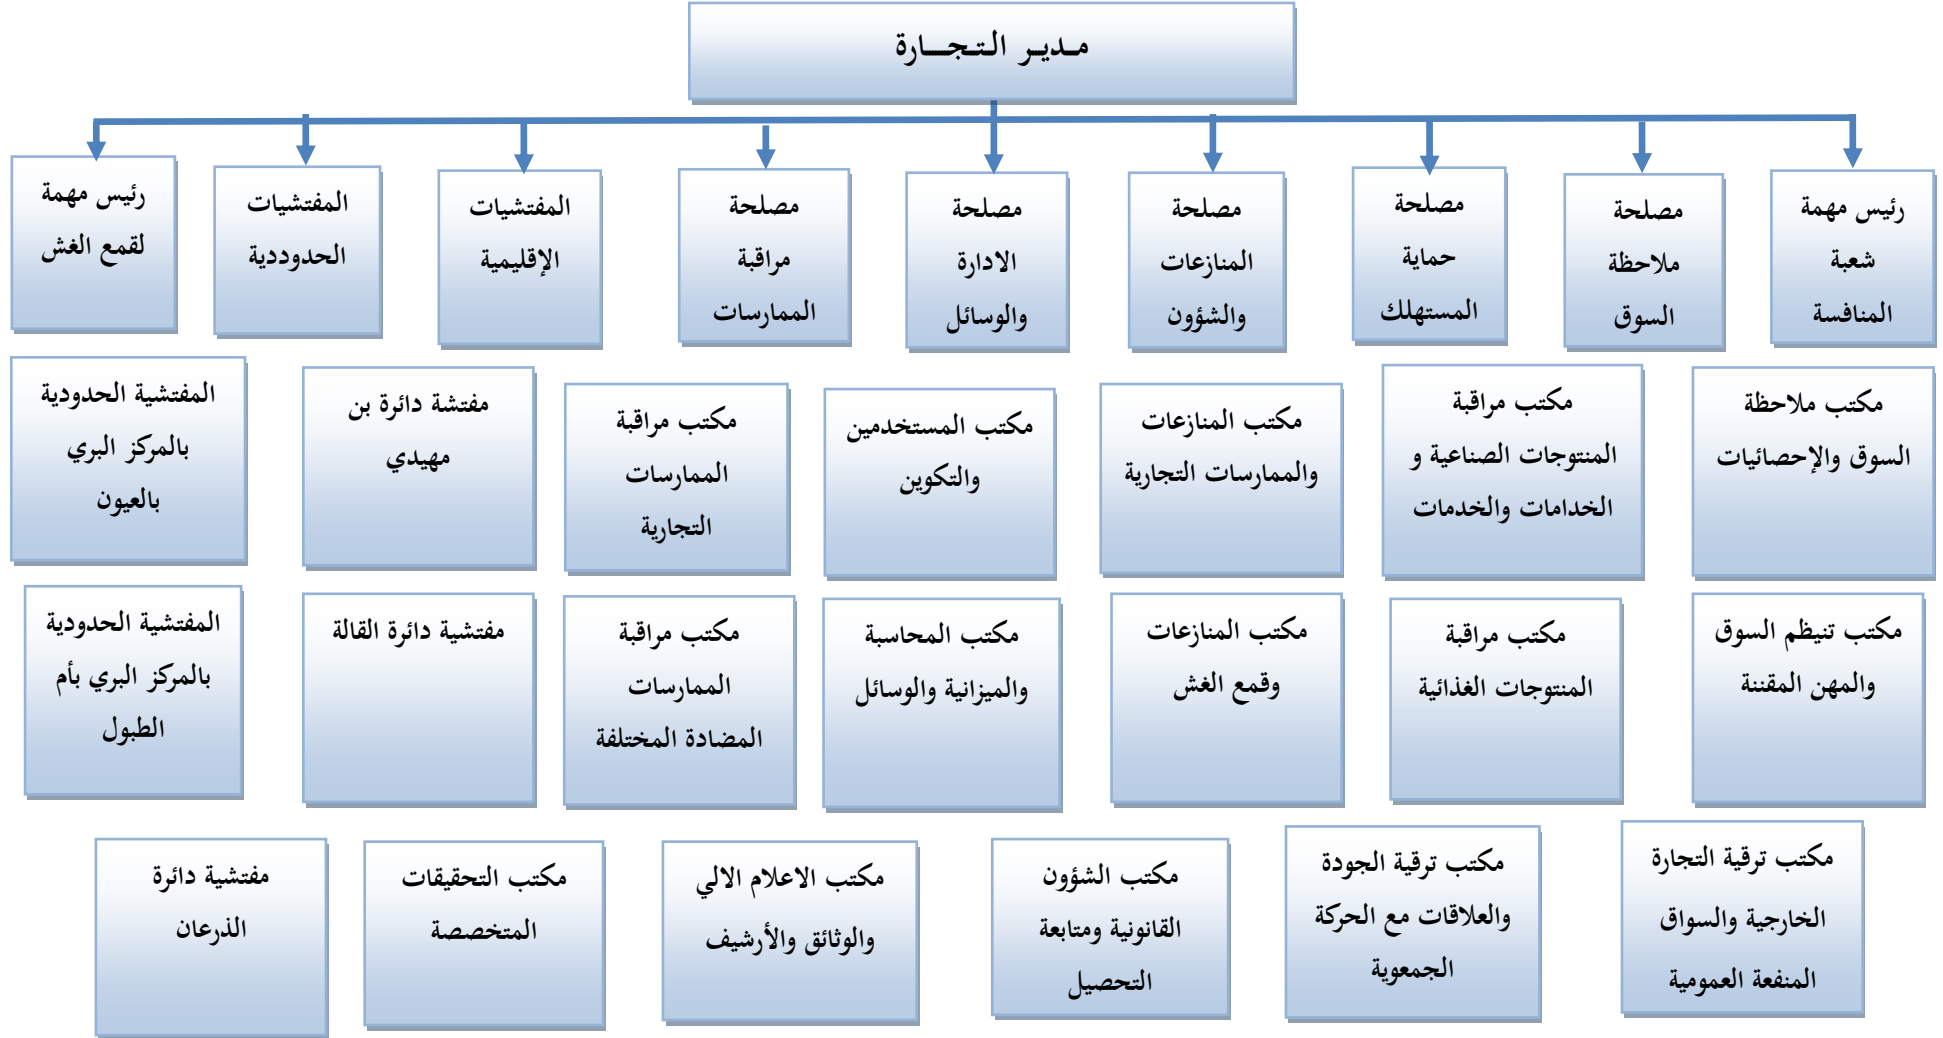 مـديـر الـتـجــارة
رئيس مهمة
شعبة
المنافسة
مصلحة
ملاحظة
السوق
مصلحة
حماية
المستهلك
مصلحة
المنازعات
والشؤون
مصلحة
الادارة
والوسائل
مصلحة
مراقبة
الممارسات
المفتشيات
الإقليمية
المفتشيات
الحدوددية
رئيس مهمة
لقمع الغش
مكتب ملاحظة
السوق والإحصائيات
مكتب مراقبة
المنتوجات الصناعية و
الخدامات والخدمات
مكتب المنازعات
والممارسات التجارية
مكتب المستخدمين
والتكوين
مكتب مراقبة
الممارسات
التجارية
مفتشة دائرة بن
مهيدي
المفتشية الحدودية
بالمركز البري
بالعيون
مكتب تنيظم السوق
والمهن المقننة
مكتب مراقبة
المنتوجات الغذائية
مكتب المنازعات
وقمع الغش
مكتب المحاسبة
والميزانية والوسائل
مكتب مراقبة
الممارسات
المضادة المختلفة
مفتشية دائرة القالة
المفتشية الحدودية
بالمركز البري بأم
الطبول
مكتب ترقية التجارة
الخارجية والسواق
المنفعة العمومية
مكتب ترقية الجودة
والعلاقات مع الحركة
الجمعوية
مكتب الشؤون
القانونية ومتابعة
التحصيل
مكتب الاعلام الالي
والوثائق والأرشيف
مكتب التحقيقات
المتخصصة
مفتشية دائرة
الذرعان